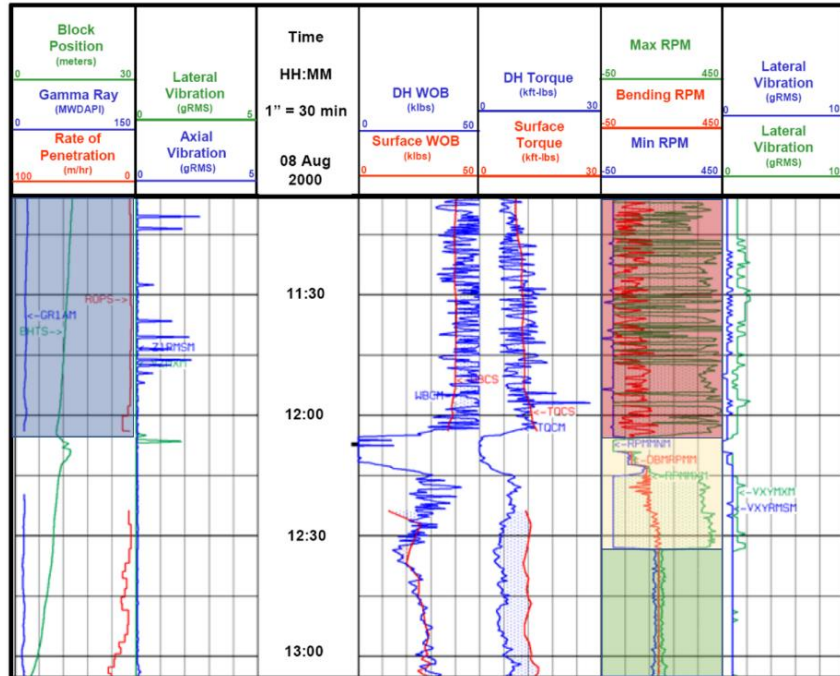 Block
Position
(meters)
0 30
Gamma Ray
(MWDAPI)
0 150
Rate of
Penetration
(m/hr)
100 0
Lateral
Vibration
(gRMS)
0 5
Axial
Vibration
(gRMS)
0 5
Time
HH:MM
1” = 30 min
08 Aug
2000
DH WOB
(klbs)
0 50
Surface WOB
(klbs)
0 50
DH Torque
(kft-lbs)
0 30
Surface
Torque
(kft-lbs)
0 30
Max RPM
-50 450
Bending RPM
-50 450
Min RPM
-50 450
Lateral
Vibration
(gRMS)
0 10
Lateral
Vibration
(gRMS)
0 10
11:30
12:00
12:30
13:00
ROPS->
<-GR1AM
BHTS->
<-Z1RMSM
WBCM
<-TQCS
TQCM
<-RPMMNM
<-DBMRPMM
<-RPMMXM
<-VXYMXM
<-VXYRMSM